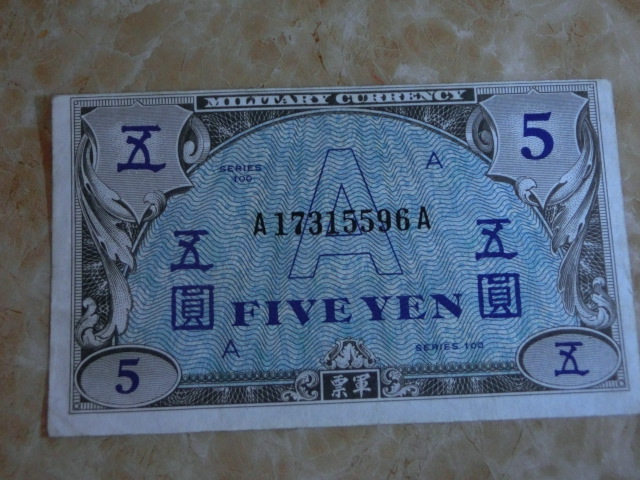 MILITARY CURRENCY
五
5
SERIES
100
A
A
A17315596A
五
圓
五
圓
FIVE YEN
A
SERIES 100
5
票軍
五